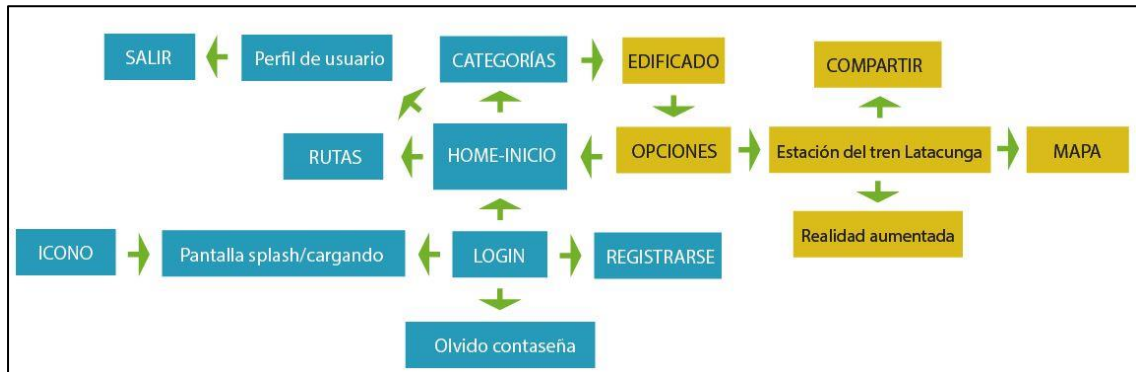 SALIR
Perfil de usuario
CATEGORÍAS
EDIFICADO
COMPARTIR
RUTAS
HOME-INICIO
OPCIONES
Estación del tren Latacunga
MAPA
Realidad aumentada
ICONO
Pantalla splash/cargando
LOGIN
REGISTRARSE
Olvido contaseña